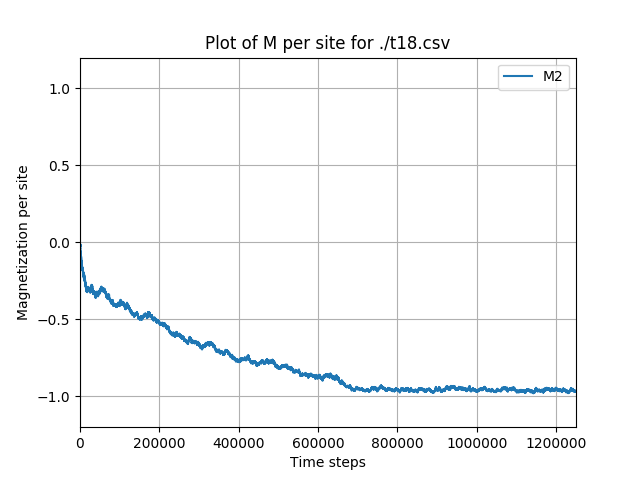 Plot of M per site for ./t18.csv
M2
1.0
0.5
0.0
−0.5
−1.0
Magnetization per site
0 200000 400000 600000 800000 1000000 1200000
Time steps